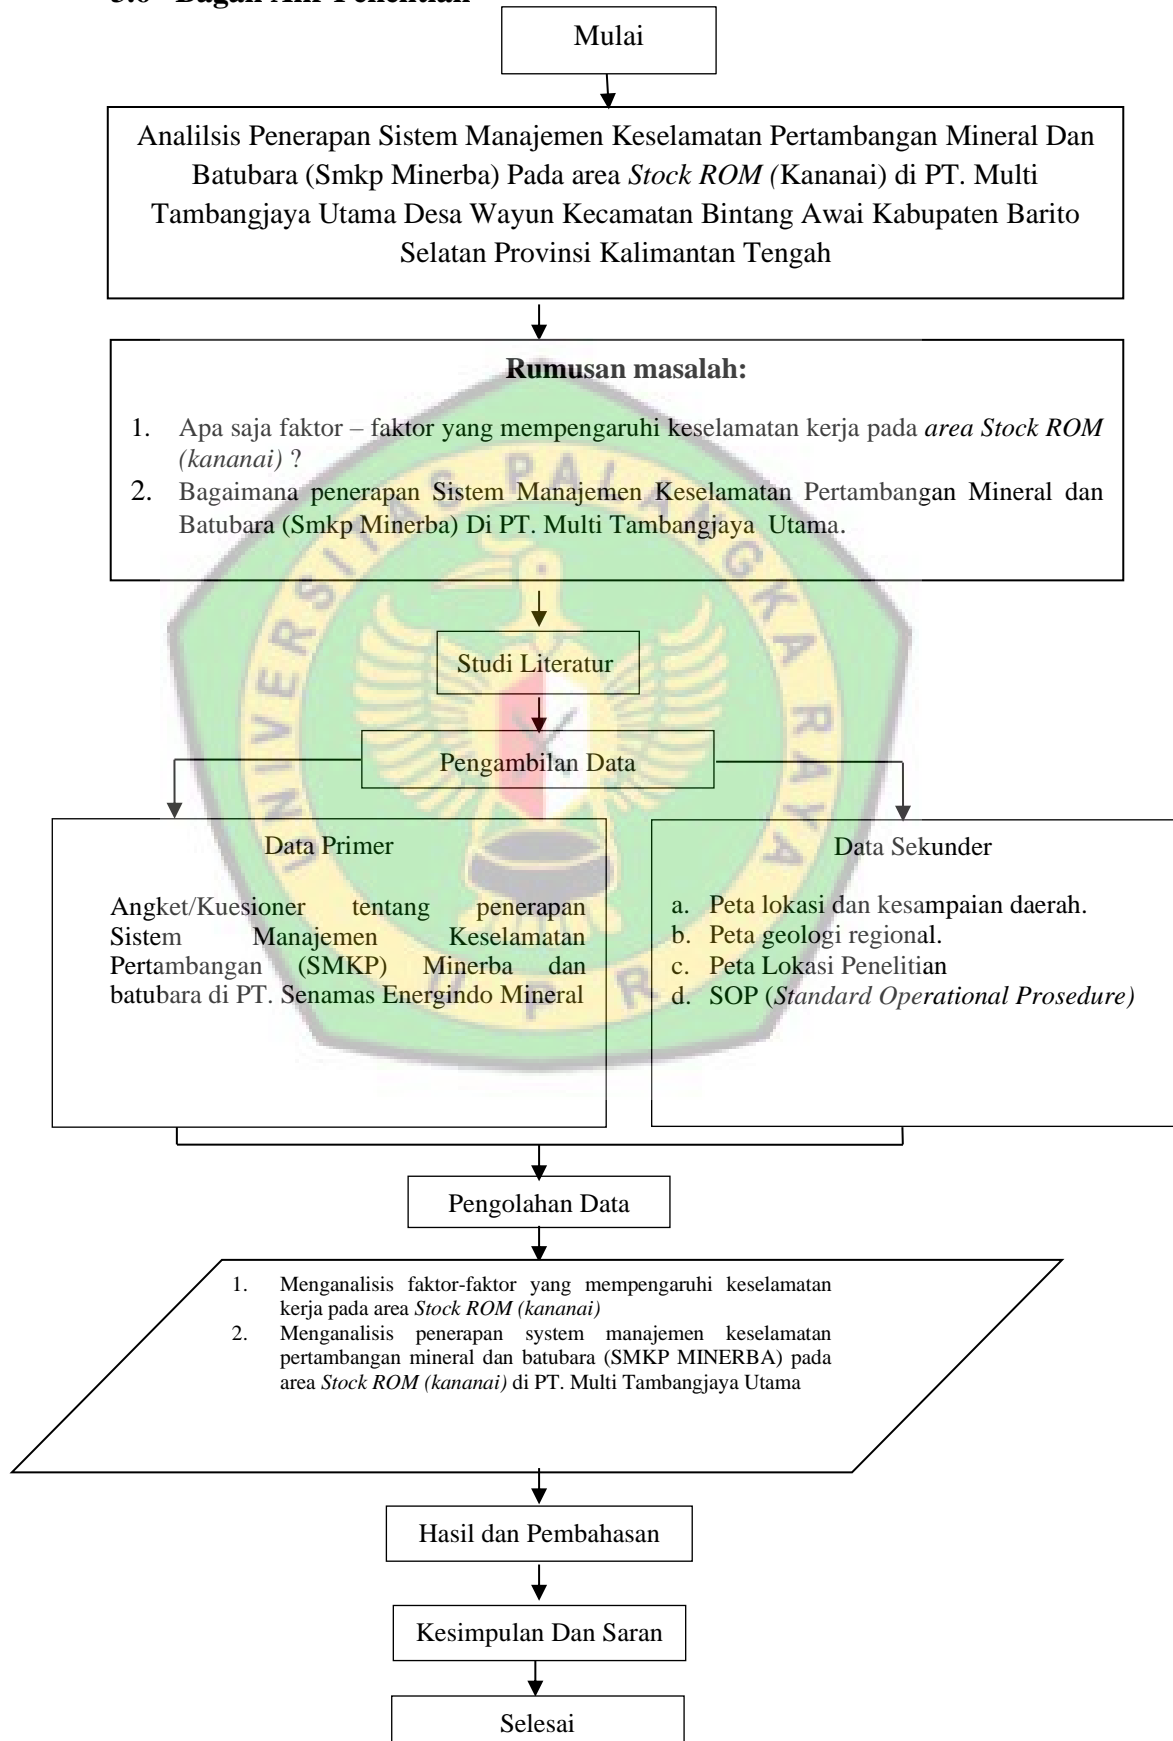 3.6 Bagan Alir Penelitian
Mulai
Analilsis Penerapan Sistem Manajemen Keselamatan Pertambangan Mineral Dan
Batubara (Smkp Minerba) Pada area Stock ROM (Kananai) di PT. Multi
Tambangjaya Utama Desa Wayun Kecamatan Bintang Awai Kabupaten Barito
Selatan Provinsi Kalimantan Tengah
Rumusan masalah:
1. Apa saja faktor – faktor yang mempengaruhi keselamatan kerja pada area Stock ROM
(kananai) ?
2. Bagaimana penerapan Sistem Manajemen Keselamatan Pertambangan Mineral dan
Batubara (Smkp Minerba) Di PT. Multi Tambangjaya Utama.
UNIVERSITAS PALANGKA RAYA
Studi Literatur
Pengambilan Data
Data Primer
Angket/Kuesioner tentang penerapan
Sistem Manajemen Keselamatan
Pertambangan (SMKP) Minerba dan
batubara di PT. Senamas Energindo Mineral
Data Sekunder
a. Peta lokasi dan kesampaian daerah.
b. Peta geologi regional.
c. Peta Lokasi Penelitian
d. SOP (Standard Operational Prosedure)
UPR
Pengolahan Data
1. Menganalisis faktor-faktor yang mempengaruhi keselamatan
kerja pada area Stock ROM (kananai)
2. Menganalisis penerapan system manajemen keselamatan
pertambangan mineral dan batubara (SMKP MINERBA) pada
area Stock ROM (kananai) di PT. Multi Tambangjaya Utama
Hasil dan Pembahasan
Kesimpulan Dan Saran
Selesai